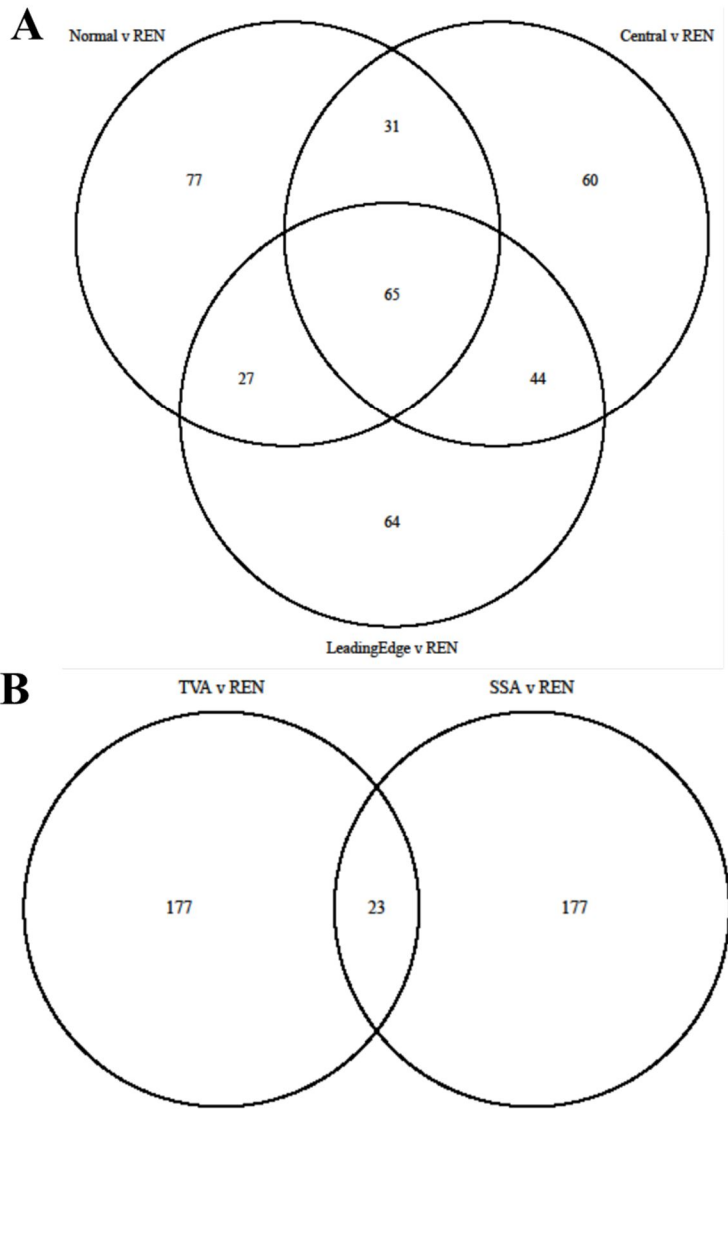 A
Normal v REN
Central v REN
31
77
60
65
27
44
64
LeadingEdge v REN
B
TVA v REN
SSA v REN
177
23
177